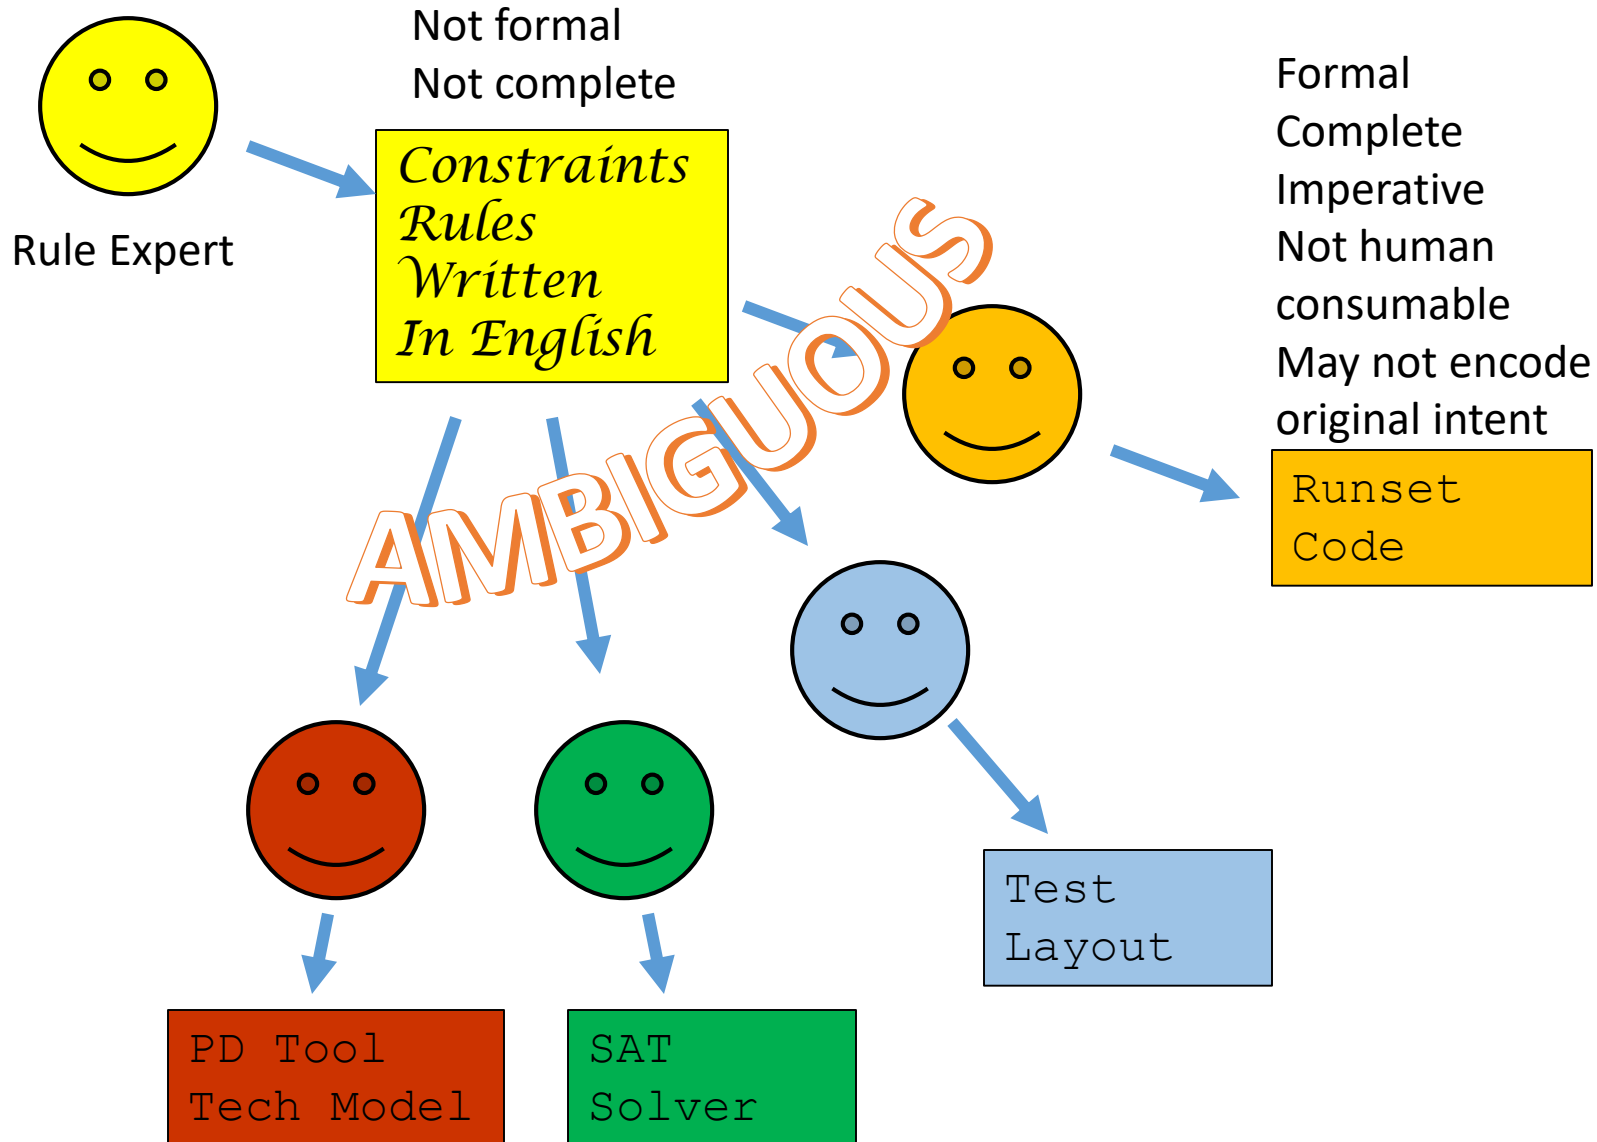 Not formal
Not complete
Rule Expert
Constraints
Rules
Written
In English
AMBIGUOUS
Formal
Complete
Imperative
Not human
consumable
May not encode
original intent
Runset
Code
Test
Layout
PD Tool
Tech Model
SAT
Solver